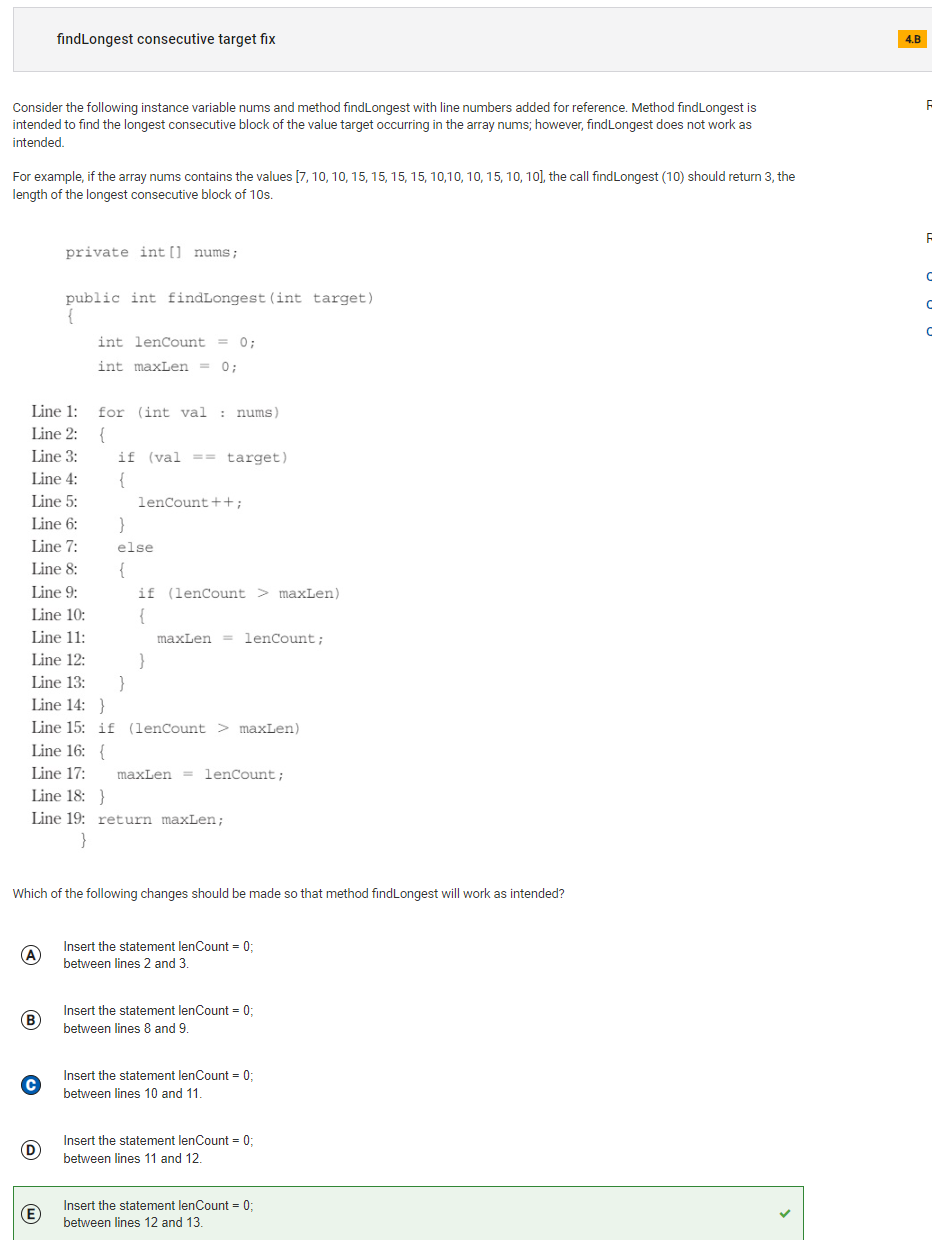 findLongest consecutive target fix
4.B
Consider the following instance variable nums and method findLongest with line numbers added for reference. Method findLongest is
intended to find the longest consecutive block of the value target occurring in the array nums; however, findLongest does not work as
intended.
For example, if the array nums contains the values [7, 10, 10, 15, 15, 15, 15, 10,10, 10, 15, 10, 10], the call findLongest (10) should return 3, the
length of the longest consecutive block of 10s.
private int[] nums;
public int findLongest(int target)
{
int lenCount = 0;
int maxLen = 0;
Line 1: for (int val : nums)
Line 2: {
Line 3: if (val == target)
Line 4: {
Line 5: lenCount++;
Line 6: }
Line 7: else
Line 8: {
Line 9: if (lenCount > maxLen)
Line 10: {
Line 11: maxLen = lenCount;
Line 12: }
Line 13: }
Line 14: }
Line 15: if (lenCount > maxLen)
Line 16: {
Line 17: maxLen = lenCount;
Line 18: }
Line 19: return maxLen;
}
Which of the following changes should be made so that method findLongest will work as intended?
A Insert the statement lenCount = 0;
between lines 2 and 3.
B Insert the statement lenCount = 0;
between lines 8 and 9.
C Insert the statement lenCount = 0;
between lines 10 and 11.
D Insert the statement lenCount = 0;
between lines 11 and 12.
E Insert the statement lenCount = 0;
between lines 12 and 13.